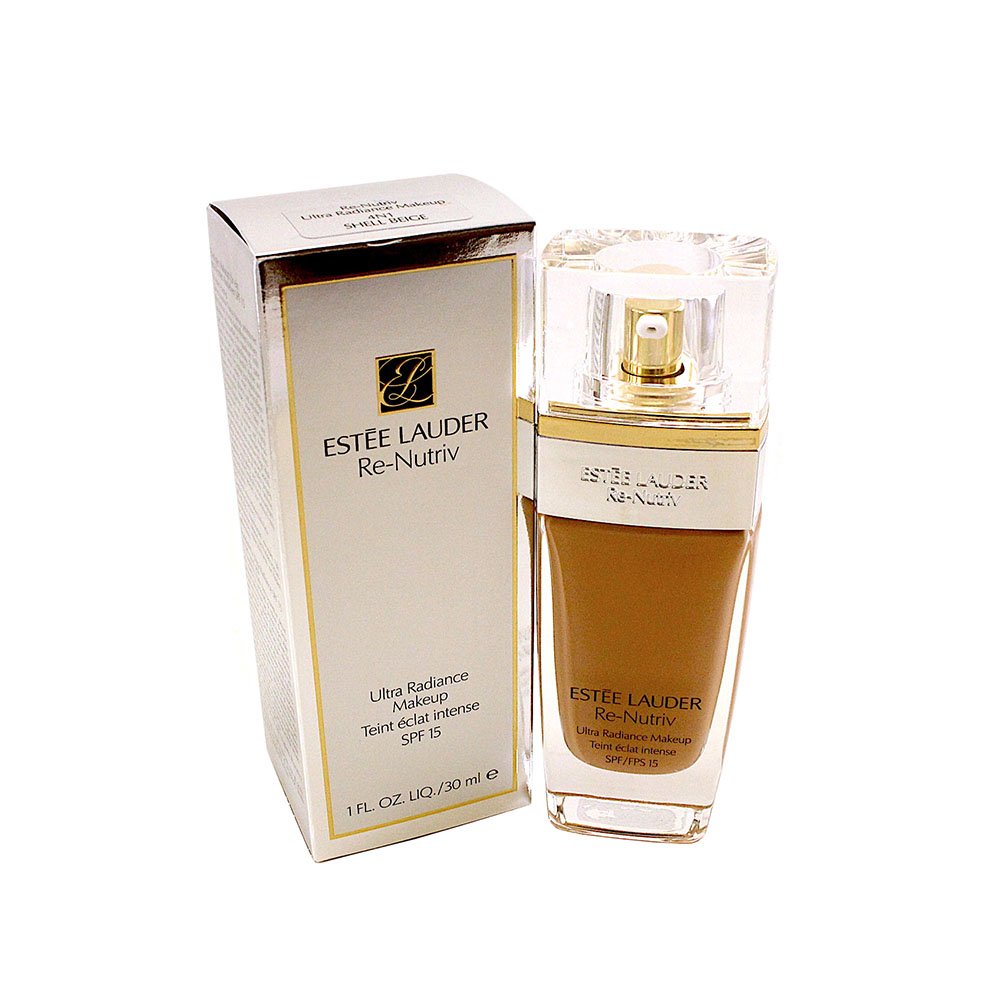 Re-Nutriv
Ultra Radiance Makeup
4N1
SHELL BEIGE
ESTĒE LAUDER
Re-Nutriv
Ultra Radiance
Makeup
Teint éclat intense
SPF 15
1 FL. OZ. LIQ./30 ml e
ESTĒE LAUDER
Re-Nutriv
ESTĒE LAUDER
Re-Nutriv
Ultra Radiance Makeup
Teint éclat intense
SPF/FPS 15